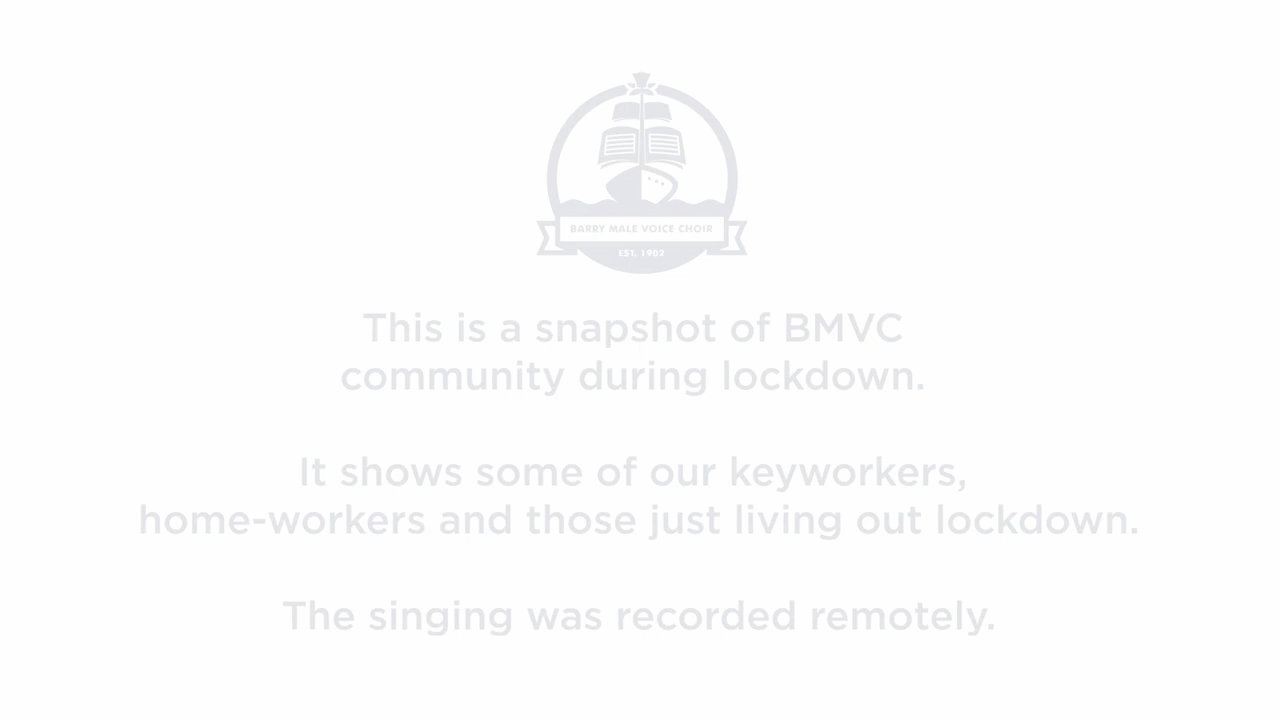 BARRY MALE VOICE CHOIR
EST. 1902
This is a snapshot of BMVC
community during lockdown.
It shows some of our keyworkers,
home-workers and those just living out lockdown.
The singing was recorded remotely.